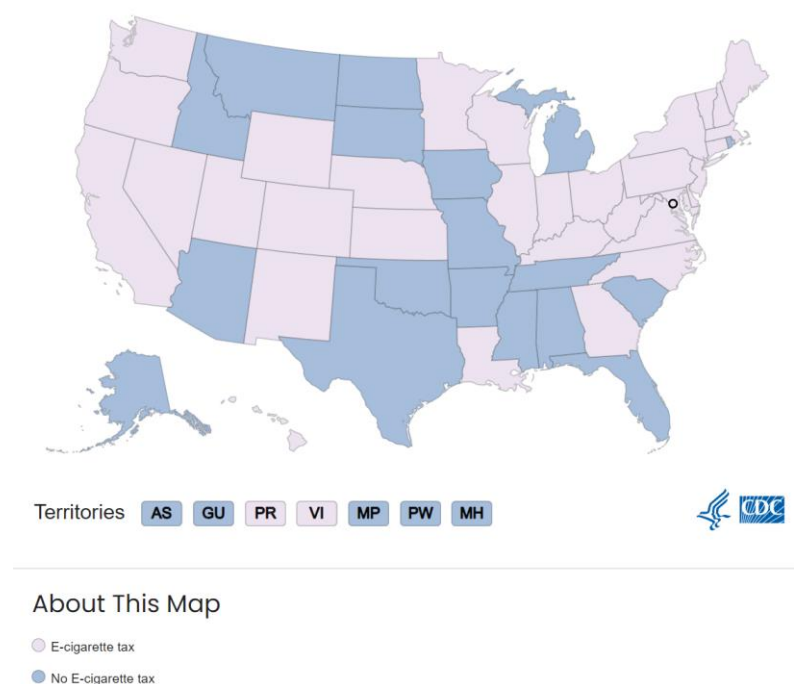 Territories AS GU PR VI MP PW MH
CDC
About This Map
E-cigarette tax
No E-cigarette tax